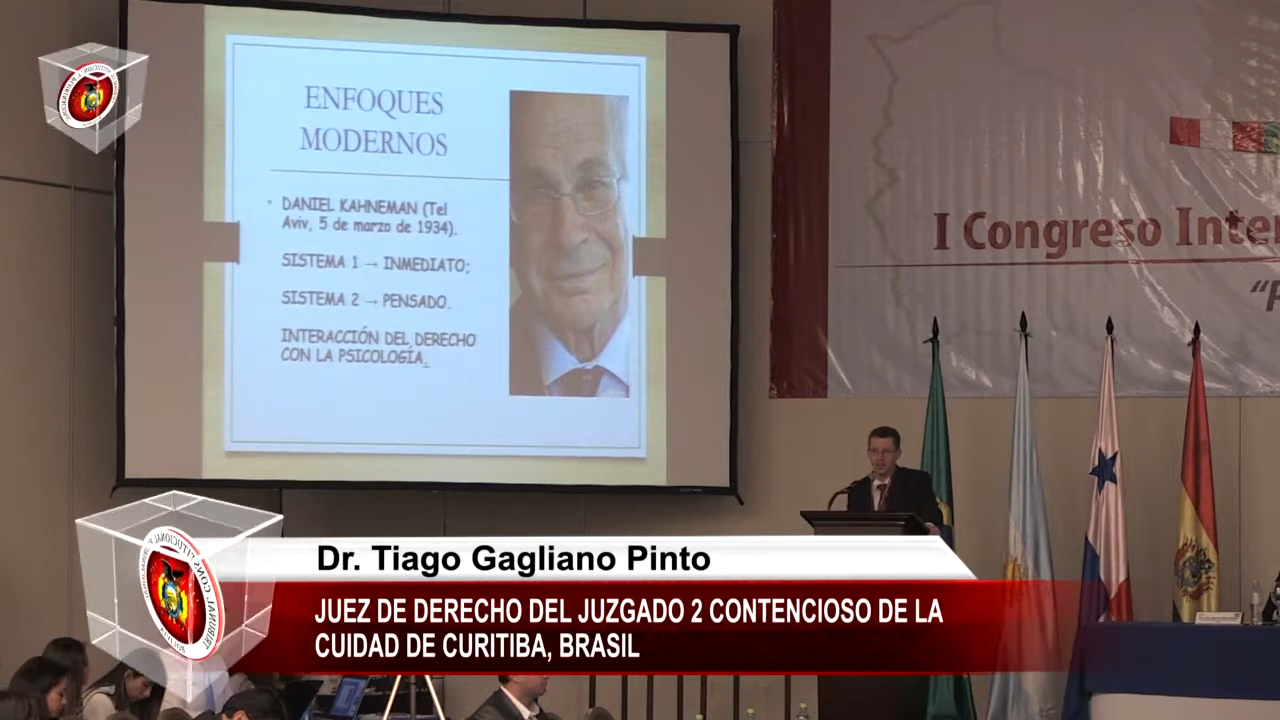 ENFOQUES
MODERNOS
DANIEL KAHNEMAN (Tel
Aviv, 5 de marzo de 1934).
SISTEMA 1 → INMEDIATO;
SISTEMA 2 → PENSADO.
INTERACCIÓN DEL DERECHO
CON LA PSICOLOGÍA.
I Congreso Inte
Dr. Tiago Gagliano Pinto
JUEZ DE DERECHO DEL JUZGADO 2 CONTENCIOSO DE LA
CUIDAD DE CURITIBA, BRASIL